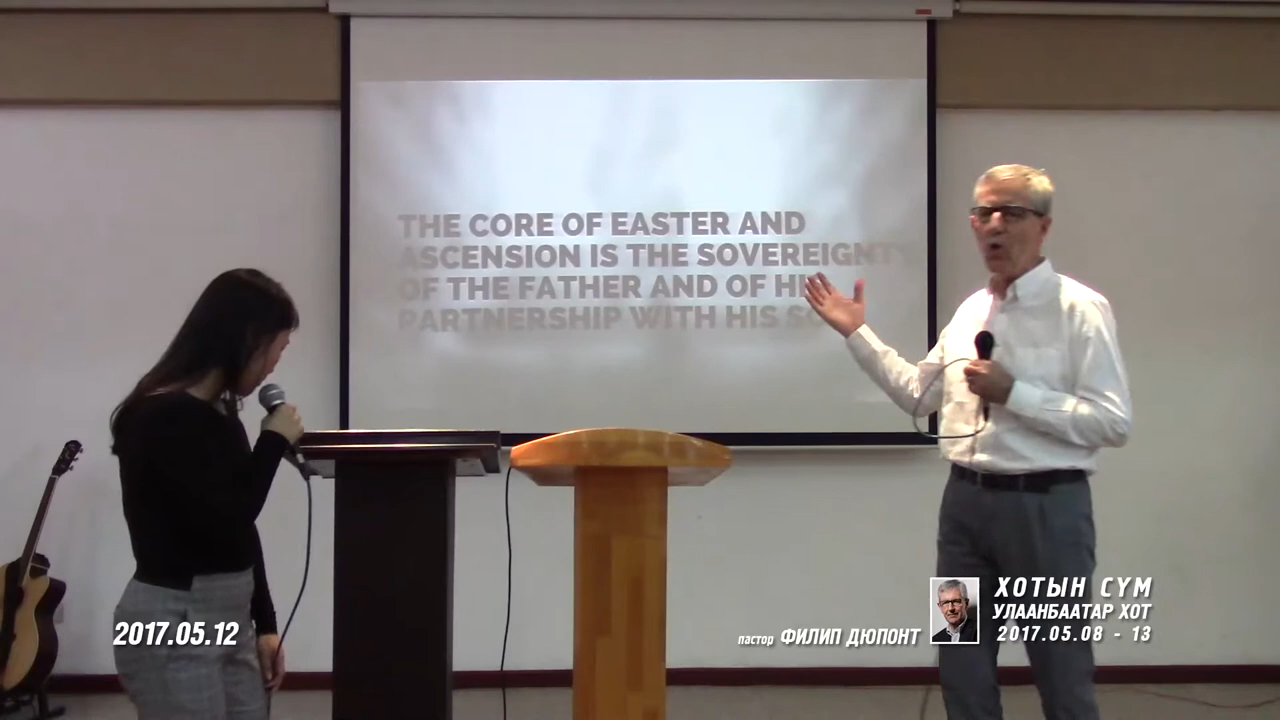 THE CORE OF EASTER AND
ASCENSION IS THE SOVEREIGNTY
OF THE FATHER AND OF
PARTNERSHIP WITH HIS
2017.05.12
пастор ФИЛИП ДЮПОНТ
ХОТЫН СҮМ
УЛААНБААТАР ХОТ
2017.05.08 - 13